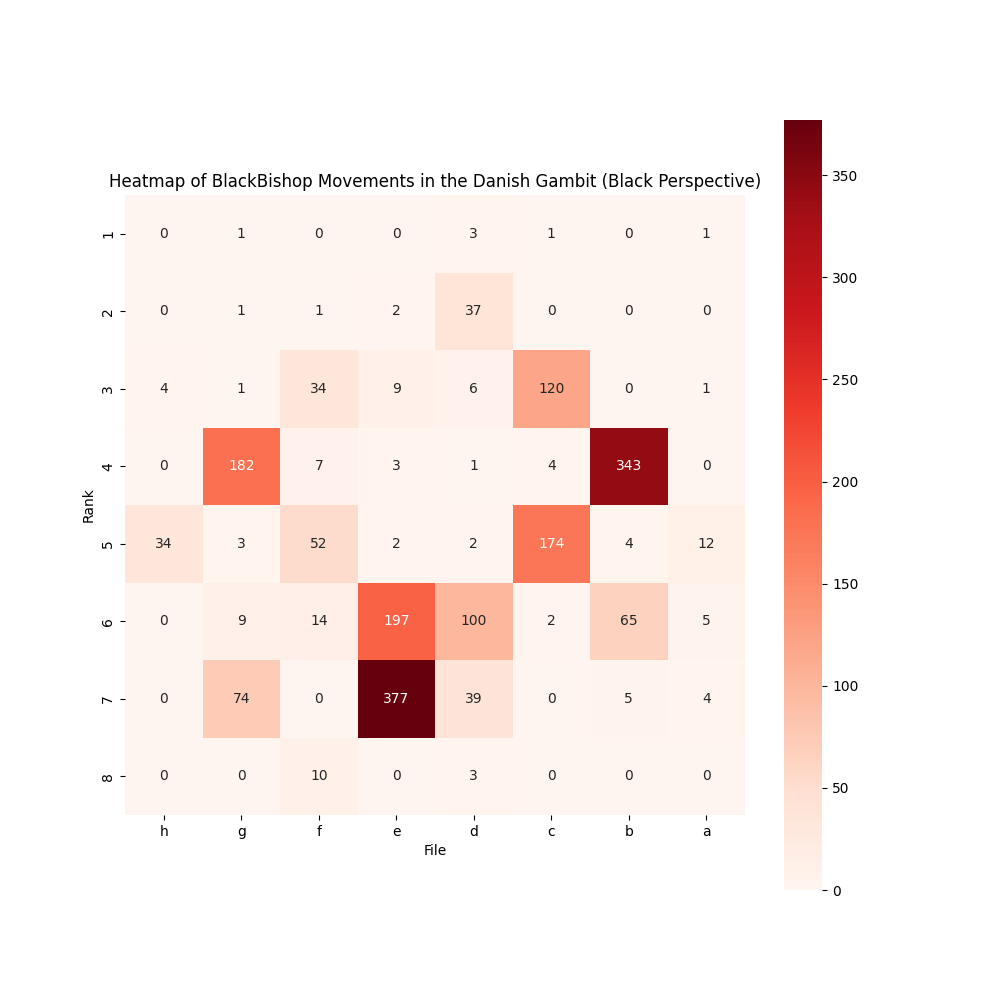 Heatmap of BlackBishop Movements in the Danish Gambit (Black Perspective)
1 0 1 0 0 3 1 0 1
2 0 1 1 2 37 0 0 0
3 4 1 34 9 6 120 0 1
4 0 182 7 3 1 4 343 0
5 34 3 52 2 2 174 4 12
6 0 9 14 197 100 2 65 5
7 0 74 0 377 39 0 5 4
8 0 0 10 0 3 0 0 0
h g f e d c b a
Rank
File
350
300
250
200
150
100
50
0